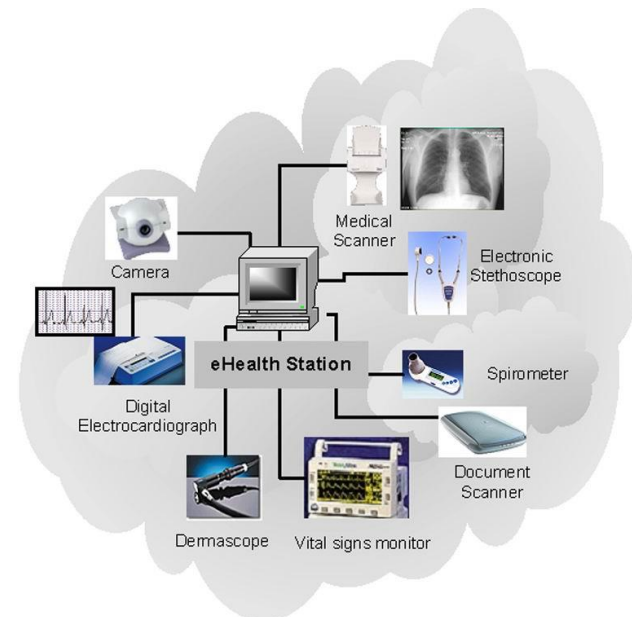 Medical
Scanner
Camera
Electronic
Stethoscope
eHealth Station
Spirometer
Digital
Electrocardiograph
Document
Scanner
Dermascope
Vital signs monitor